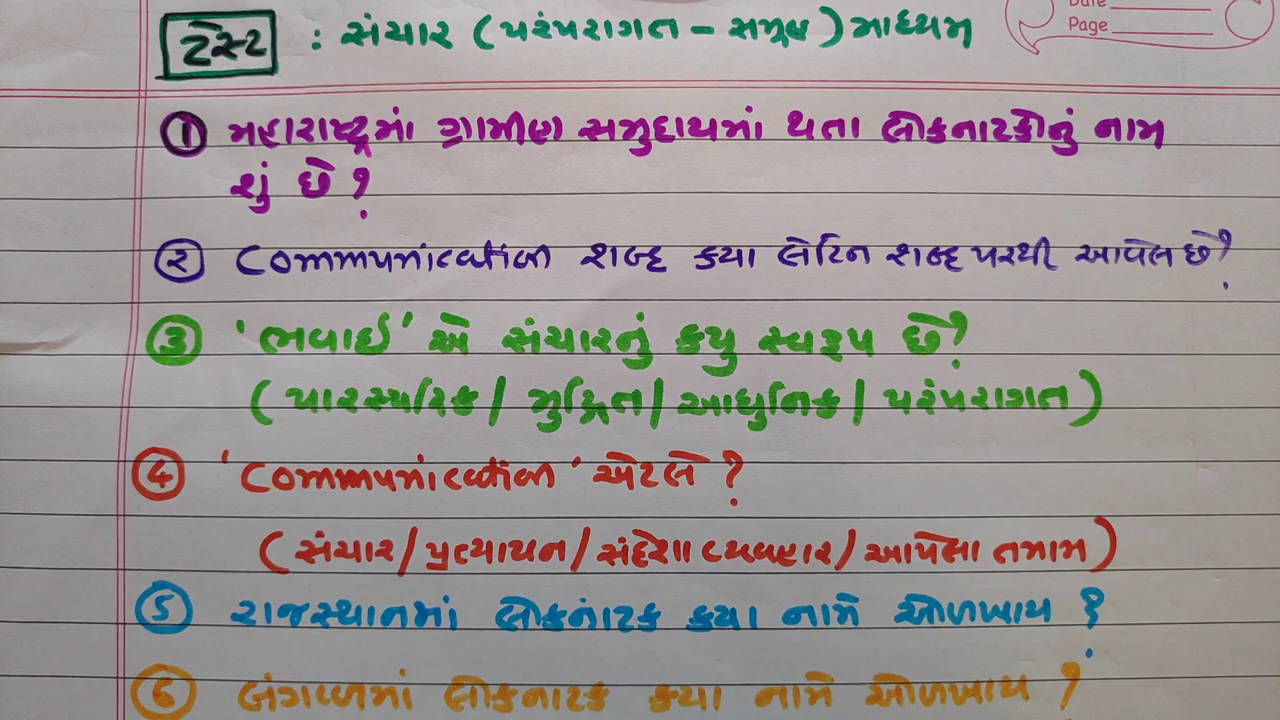 ટેસ્ટ : સંચાર (પરંપરાગત - સમૂહ) માધ્યમ
Date
Page
① મહારાષ્ટ્રમાં ગ્રામીણ સમુદાયમાં થતા લોકનાટકોનું નામ
શું છે?
② Communication શબ્દ કયા લેટિન શબ્દ પરથી આવેલ છે?
③ 'ભવાઈ' એ સંચારનું કયુ સ્વરૂપ છે?
(પારસ્પરિક/ મુદ્રિત/ આધુનિક/ પરંપરાગત)
④ 'Communication' એટલે?
(સંચાર/ પ્રત્યાયન/ સંદેશા વ્યવહાર/ આપેલા તમામ)
⑤ રાજસ્થાનમાં લોકનાટક કયા નામે ઓળખાય ?
⑥ બંગાળમાં લોકનાટક કયા નામે ઓળખાય ?